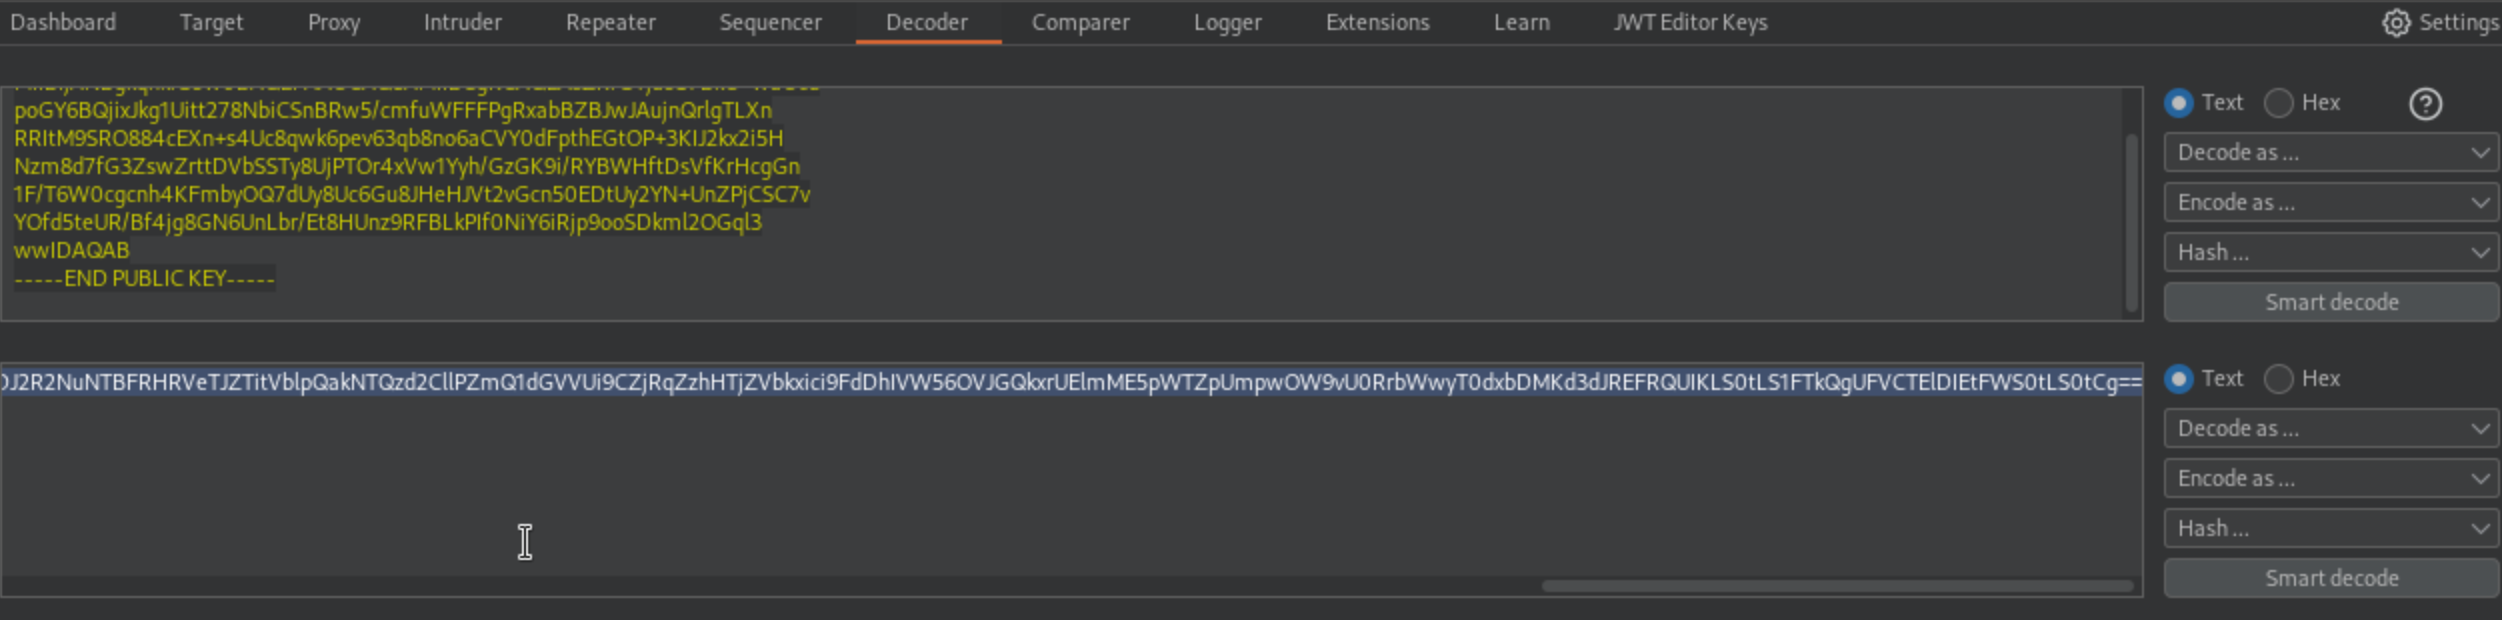 Dashboard Target Proxy Intruder Repeater Sequencer Decoder Comparer Logger Extensions Learn JWT Editor Keys Settings
poGY6BQjixJkg1Uitt278NbiCSnBRw5/cmfuWFFFPgRxabBZBJwJAujnQrlgTLXn
RRItM9SRO884cEXn+s4Uc8qwk6pev63qb8no6aCVY0dFpthEGtOP+3KIJ2kx2i5H
Nzm8d7fG3ZswZrttDVbSSTy8UjPTOr4xVw1Yyh/GzGK9i/RYBWHftDsVfKrHcgGn
1F/T6W0cgcnh4KFmbyOQ7dUy8Uc6Gu8JHeHJVt2vGcn50EDtUy2YN+UnZPjCSC7v
YOfd5teUR/Bf4jg8GN6UnLbr/Et8HUnz9RFBLkPIf0NiY6iRjp9ooSDkml2OGql3
wwIDAQAB
-----END PUBLIC KEY-----
Text Hex ?
Decode as ...
Encode as ...
Hash ...
Smart decode
J2R2NuNTBFRHRVeTJZTitVblpQakNTQzd2CllPZmQ1dGVVUi9CZjRqZzhHTjZVbkxici9FdDhIVW56OVJGQkxrUElmME5pWTZpUmpwOW9vU0RrbWwyT0dxbDMKd3dJREFRQUIKLS0tLS1FTkQgUFVCTElDIEtFWS0tLS0tCg==
Text Hex
Decode as ...
Encode as ...
Hash ...
Smart decode